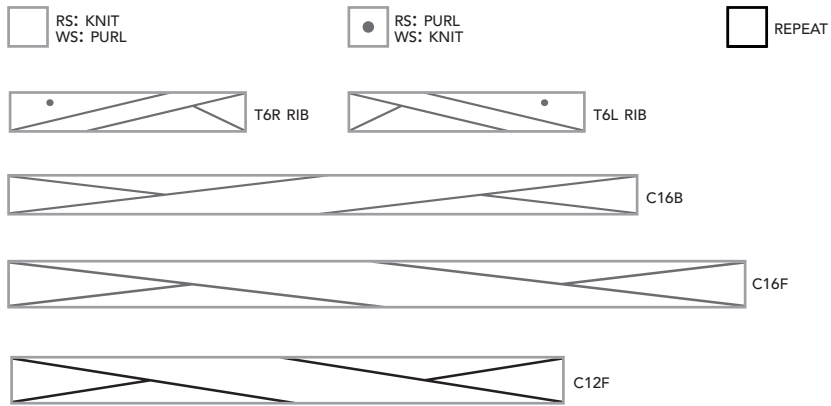 RS: KNIT
WS: PURL
RS: PURL
WS: KNIT
REPEAT
T6R RIB
T6L RIB
C16B
C16F
C12F